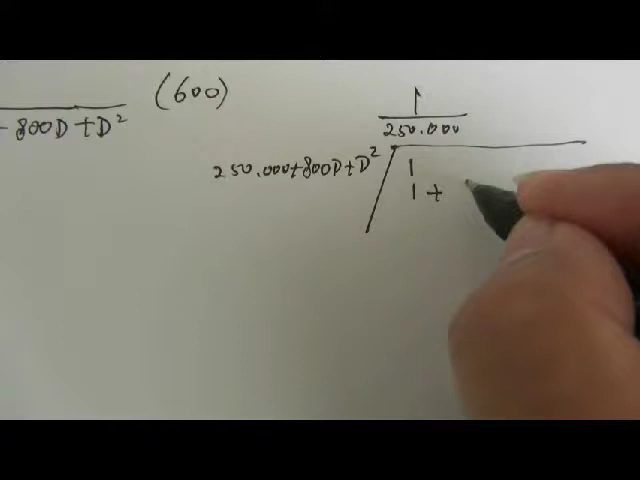 (600)
- 800D + D²
1
250.000
250.000+800D+D²
1
1 +